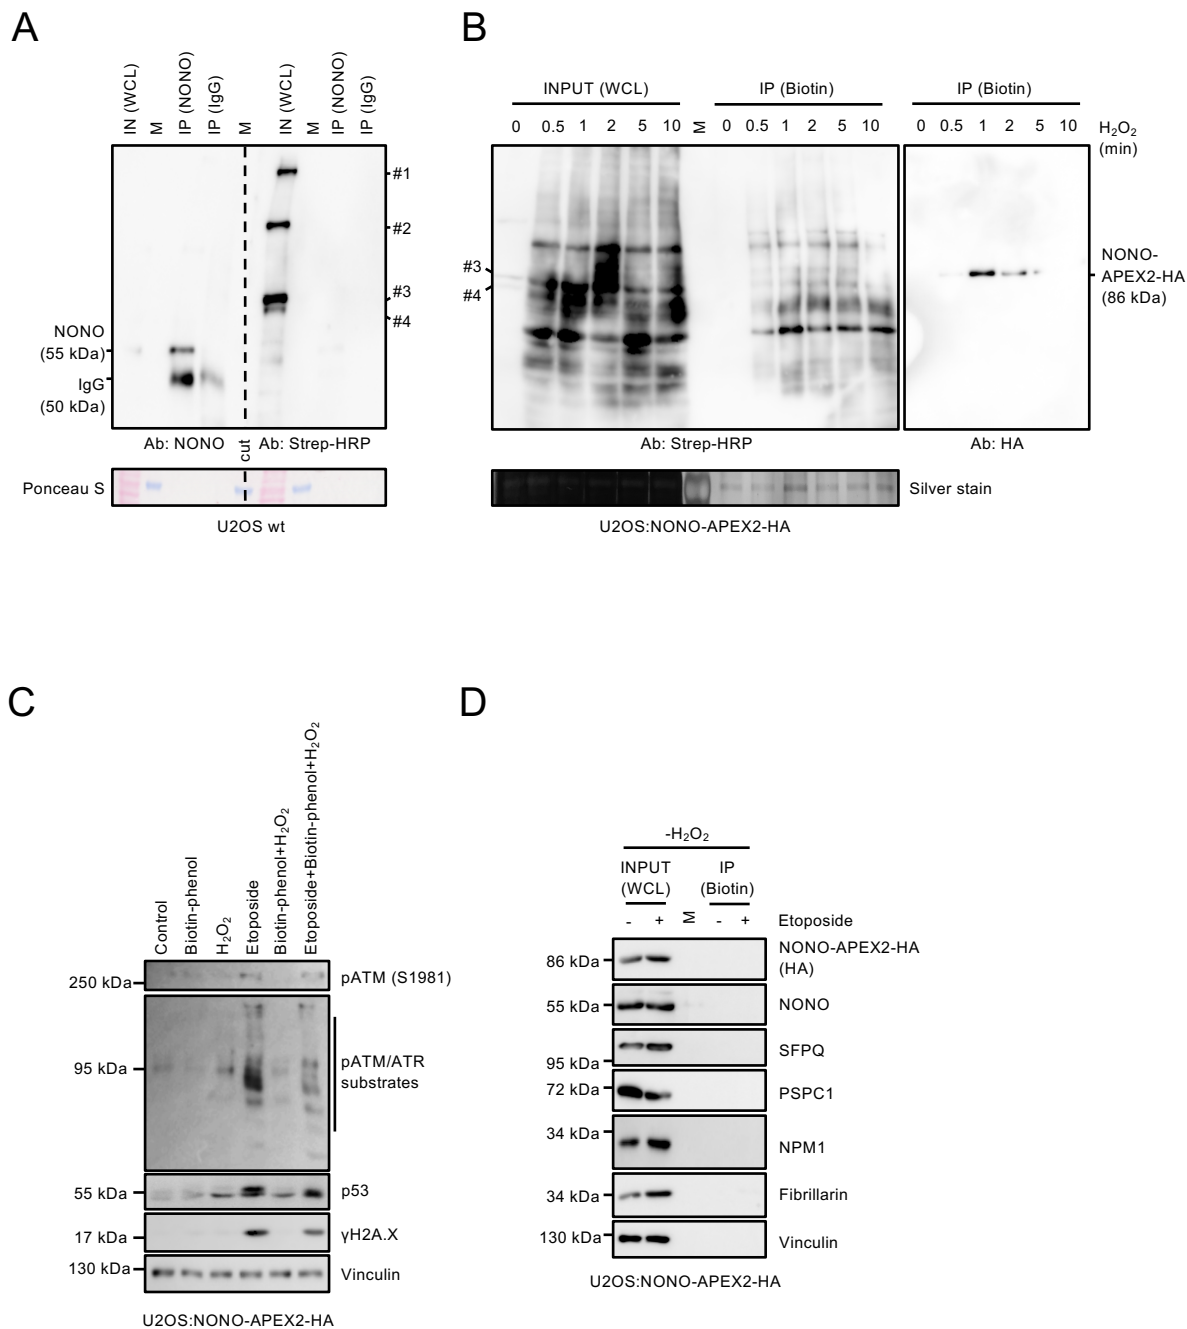 A
IN (WCL)
M
IP (NONO)
IP (IgG)
M
IN (WCL)
M
IP (NONO)
IP (IgG)
#1
#2
#3
#4
NONO
(55 kDa)
IgG
(50 kDa)
Ab: NONO
cut
Ab: Strep-HRP
Ponceau S
U2OS wt
B
INPUT (WCL)
IP (Biotin)
IP (Biotin)
0 0.5 1 2 5 10 M 0 0.5 1 2 5 10
0 0.5 1 2 5 10
H₂O₂
(min)
#3
#4
NONO-
APEX2-HA
(86 kDa)
Ab: Strep-HRP
Ab: HA
Silver stain
U2OS:NONO-APEX2-HA
C
Control
Biotin-phenol
H₂O₂
Etoposide
Biotin-phenol+H₂O₂
Etoposide+Biotin-phenol+H₂O₂
250 kDa
pATM (S1981)
95 kDa
pATM/ATR
substrates
55 kDa
p53
17 kDa
γH2A.X
130 kDa
Vinculin
U2OS:NONO-APEX2-HA
D
-H₂O₂
INPUT
(WCL)
IP
(Biotin)
- + M - + Etoposide
86 kDa
NONO-APEX2-HA
(HA)
55 kDa
NONO
95 kDa
SFPQ
72 kDa
PSPC1
34 kDa
NPM1
34 kDa
Fibrillarin
130 kDa
Vinculin
U2OS:NONO-APEX2-HA